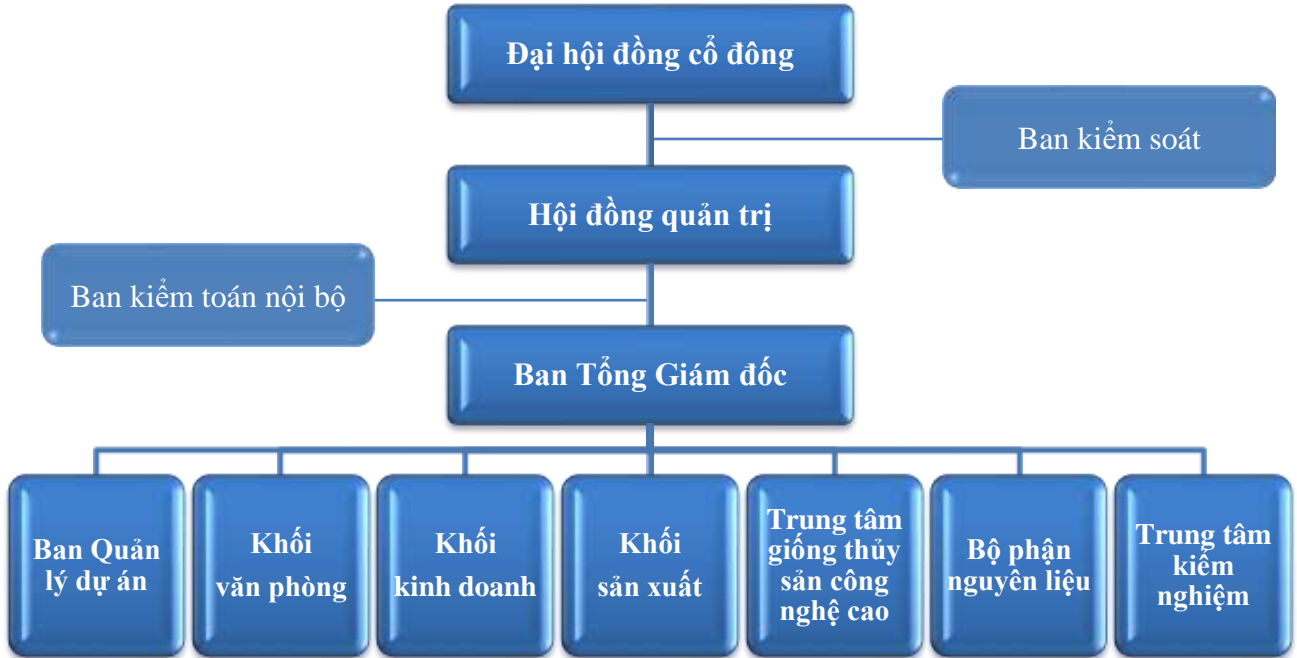 Đại hội đồng cổ đông
Ban kiểm soát
Hội đồng quản trị
Ban kiểm toán nội bộ
Ban Tổng Giám đốc
Ban Quản
lý dự án
Khối
văn phòng
Khối
kinh doanh
Khối
sản xuất
Trung tâm
giống thủy
sản công
nghệ cao
Bộ phận
nguyên liệu
Trung tâm
kiểm
nghiệm